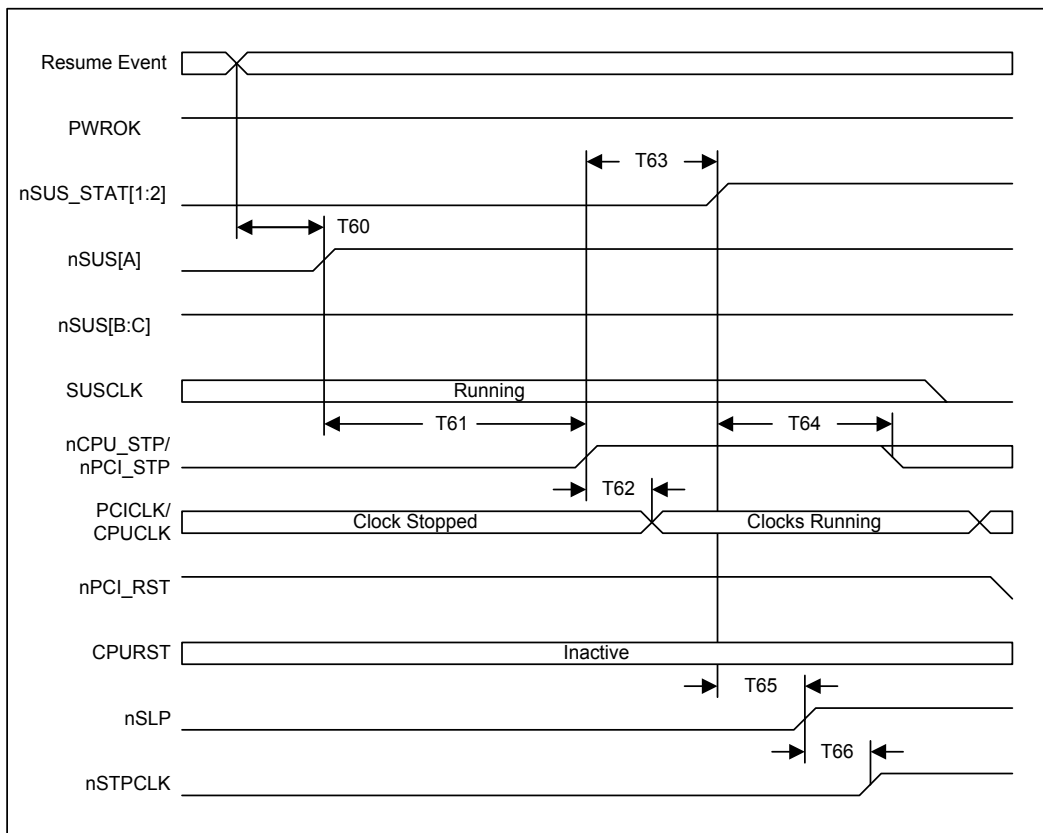 Resume Event
PWROK
T63
nSUS_STAT[1:2]
T60
nSUS[A]
nSUS[B:C]
SUSCLK
Running
T61
T64
nCPU_STP/
nPCI_STP
T62
PCICLK/
CPUCLK
Clock Stopped
Clocks Running
nPCI_RST
CPURST
Inactive
T65
nSLP
T66
nSTPCLK